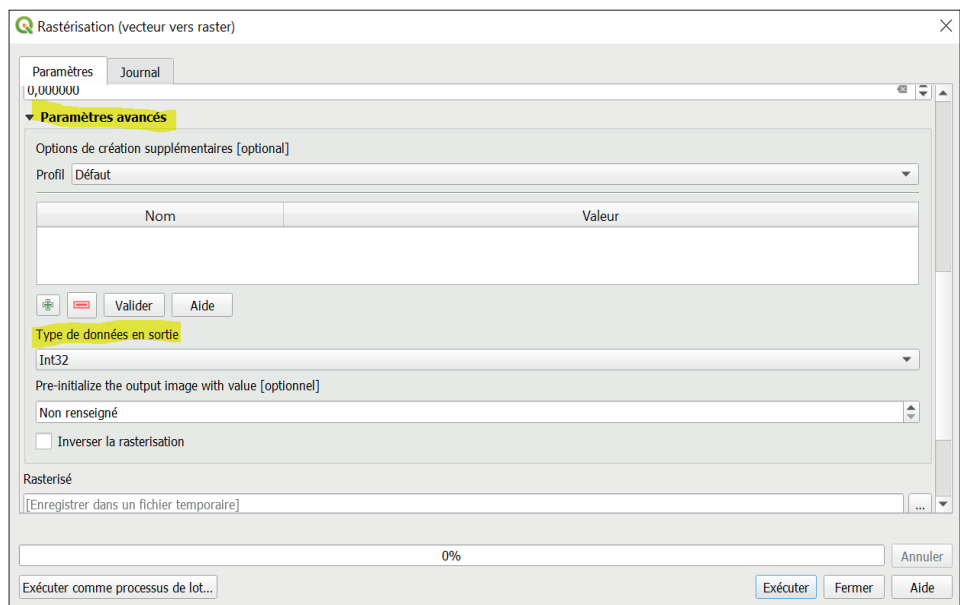 Rastérisation (vecteur vers raster)
Paramètres Journal
0,000000
Paramètres avancés
Options de création supplémentaires [optional]
Profil Défaut
Nom Valeur
Valider Aide
Type de données en sortie
Int32
Pre-initialize the output image with value [optionnel]
Non renseigné
Inverser la rasterisation
Rasterisé
[Enregistrer dans un fichier temporaire] ...
0% Annuler
Exécuter comme processus de lot... Exécuter Fermer Aide